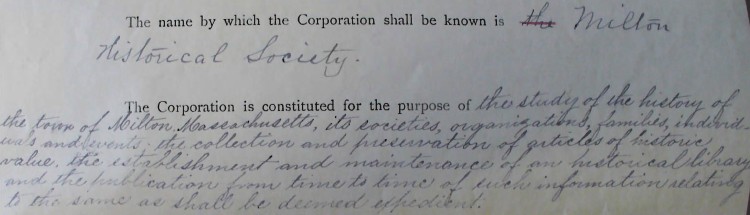 The name by which the Corporation shall be known is the Milton
Historical Society.
The Corporation is constituted for the purpose of the study of the history of
the town of Milton Massachusetts, its societies, organizations, families, individ-
uals and events; the collection and preservation of articles of historic
value, the establishment and maintenance of an historical library
and the publication from time to time of such information relating
to the same as shall be deemed expedient.